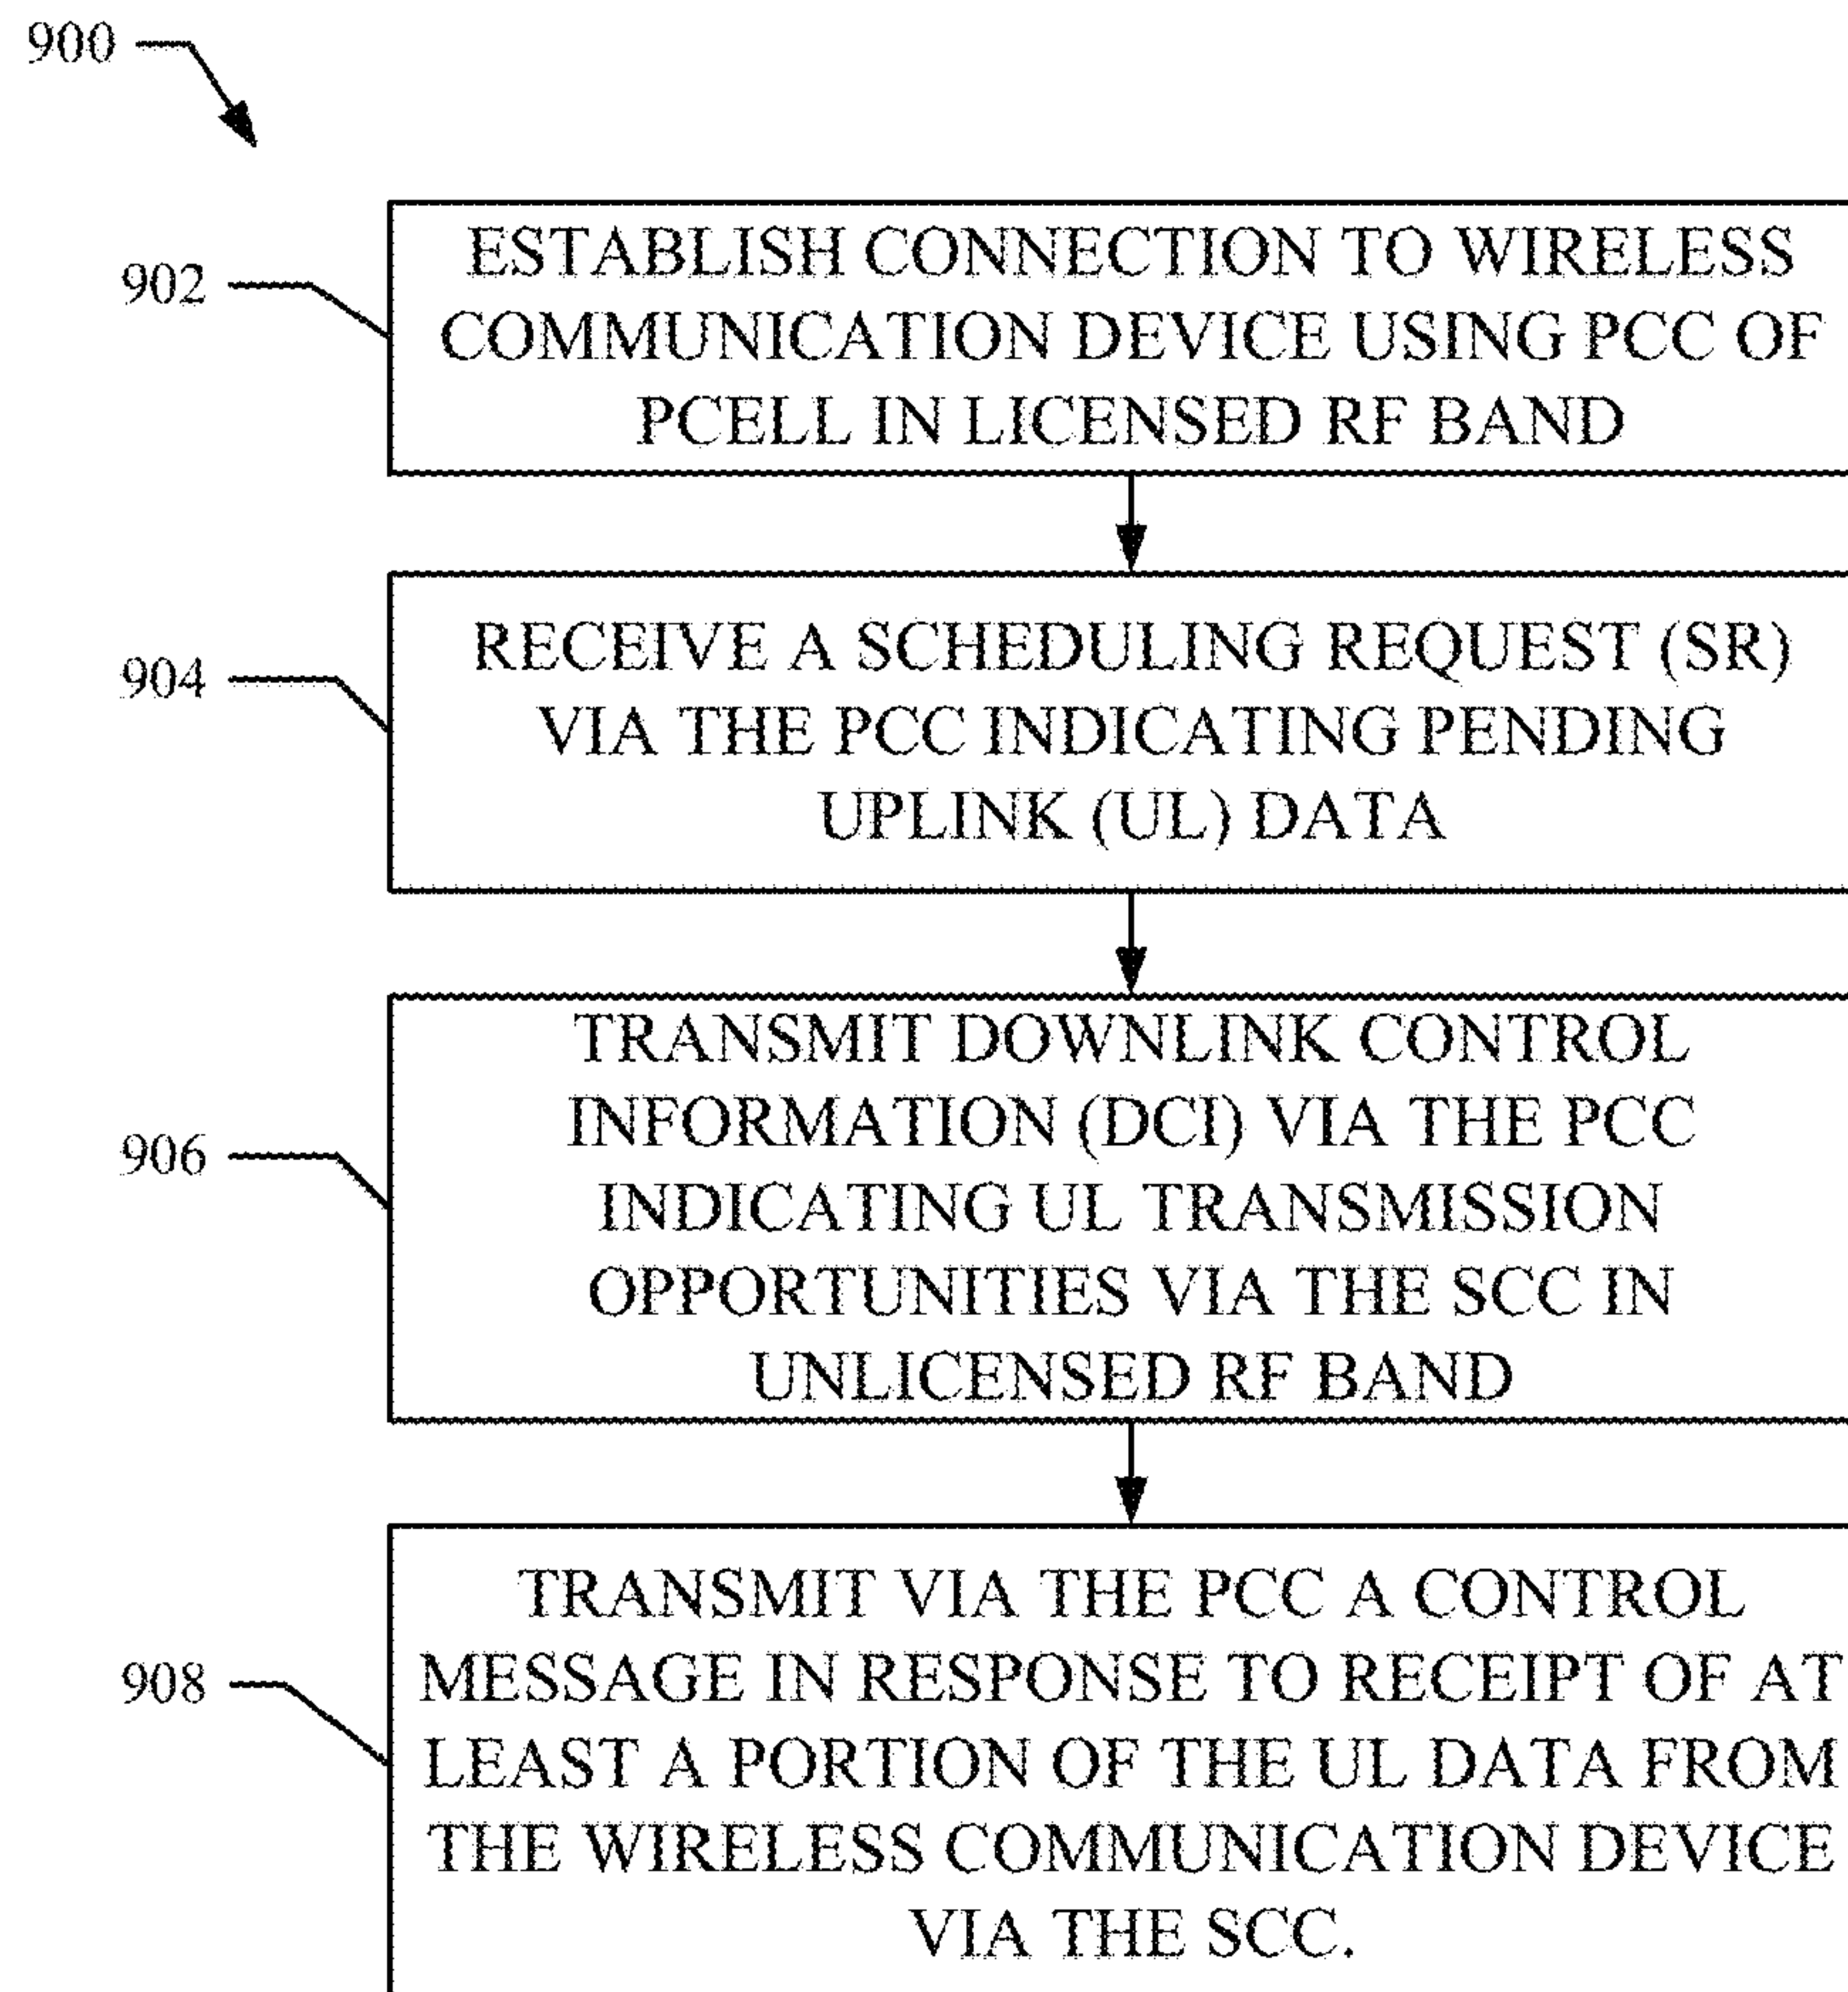 900
902
ESTABLISH CONNECTION TO WIRELESS
COMMUNICATION DEVICE USING PCC OF
PCELL IN LICENSED RF BAND
904
RECEIVE A SCHEDULING REQUEST (SR)
VIA THE PCC INDICATING PENDING
UPLINK (UL) DATA
906
TRANSMIT DOWNLINK CONTROL
INFORMATION (DCI) VIA THE PCC
INDICATING UL TRANSMISSION
OPPORTUNITIES VIA THE SCC IN
UNLICENSED RF BAND
908
TRANSMIT VIA THE PCC A CONTROL
MESSAGE IN RESPONSE TO RECEIPT OF AT
LEAST A PORTION OF THE UL DATA FROM
THE WIRELESS COMMUNICATION DEVICE
VIA THE SCC.